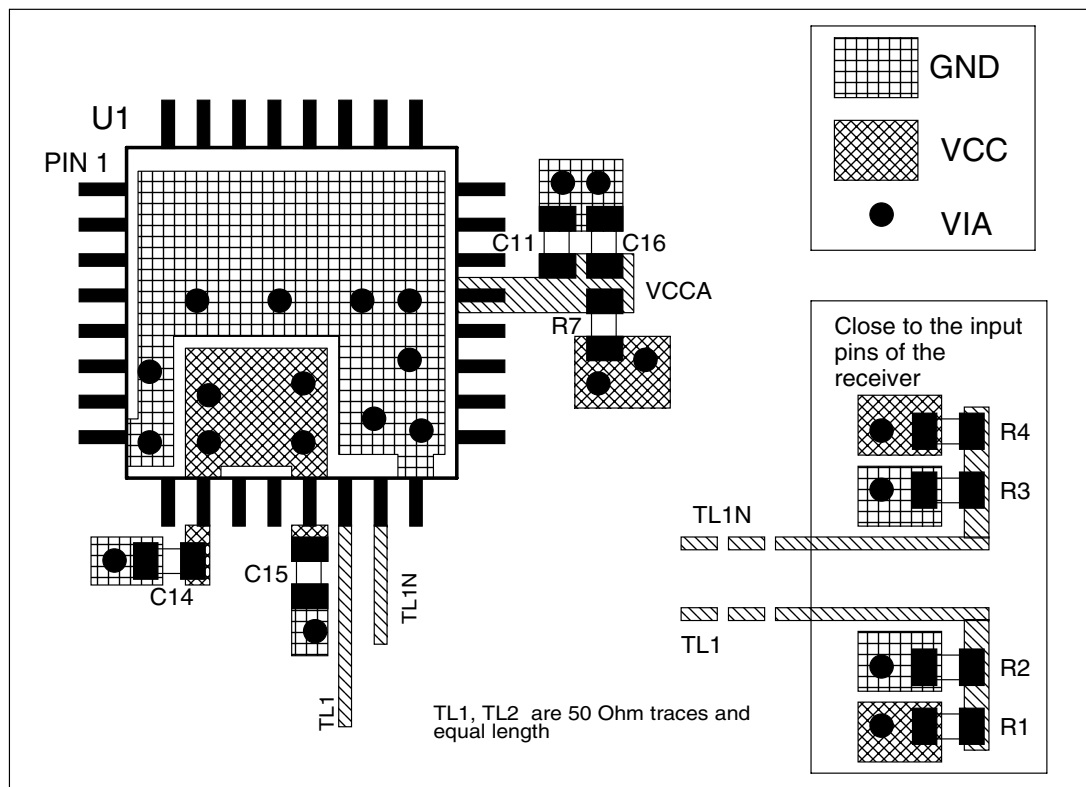 U1
PIN 1
GND
VCC
VIA
C11
C16
VCCA
R7
Close to the input
pins of the
receiver
R4
R3
TL1N
TL1
R2
R1
C14
C15
TL1N
TL1
TL1, TL2 are 50 Ohm traces and
equal length